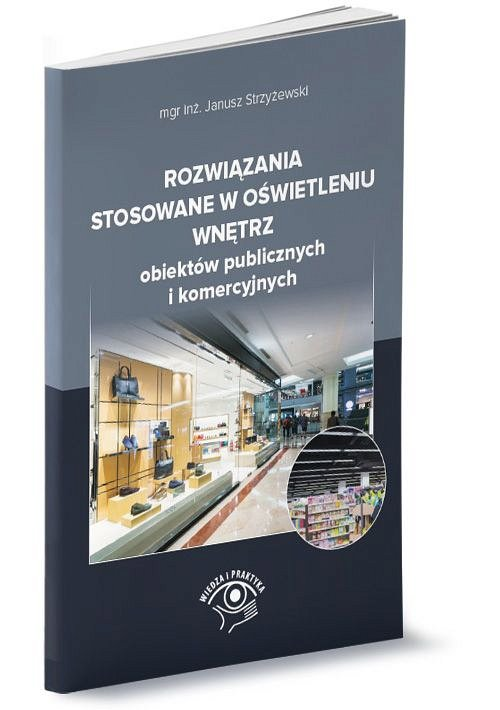 mgr inż. Janusz Strzyżewski
ROZWIĄZANIA
STOSOWANE W OŚWIETLENIU
WNĘTRZ
obiektów publicznych
i komercyjnych
WIEDZA I PRAKTYKA